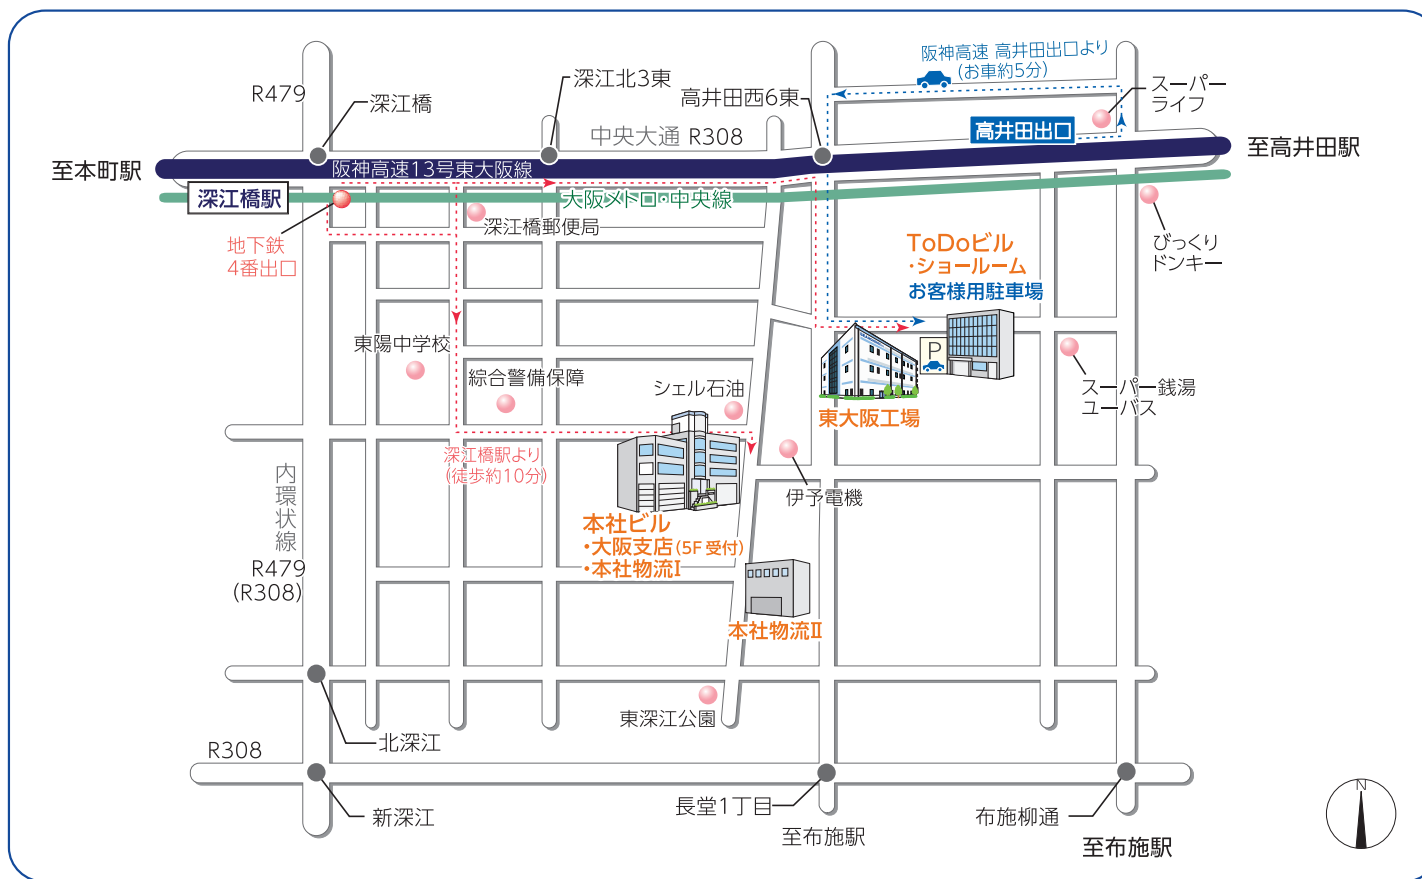 阪神高速 高井田出口より
(お車約5分)
深江北3東
スーパー
ライフ
R479
深江橋
高井田西6東
中央大通 R308
高井田出口
至本町駅
阪神高速13号東大阪線
至高井田駅
深江橋駅
大阪メトロ・中央線
深江橋郵便局
地下鉄
4番出口
ToDoビル
・ショールーム
お客様用駐車場
びっくり
ドンキー
東陽中学校
P
綜合警備保障
シェル石油
スーパー銭湯
ユーバス
東大阪工場
深江橋駅より
(徒歩約10分)
内環状線
R479
(R308)
伊予電機
本社ビル
・大阪支店(5F 受付)
・本社物流Ⅰ
本社物流Ⅱ
東深江公園
北深江
R308
新深江
長堂1丁目
至布施駅
布施柳通
至布施駅
N